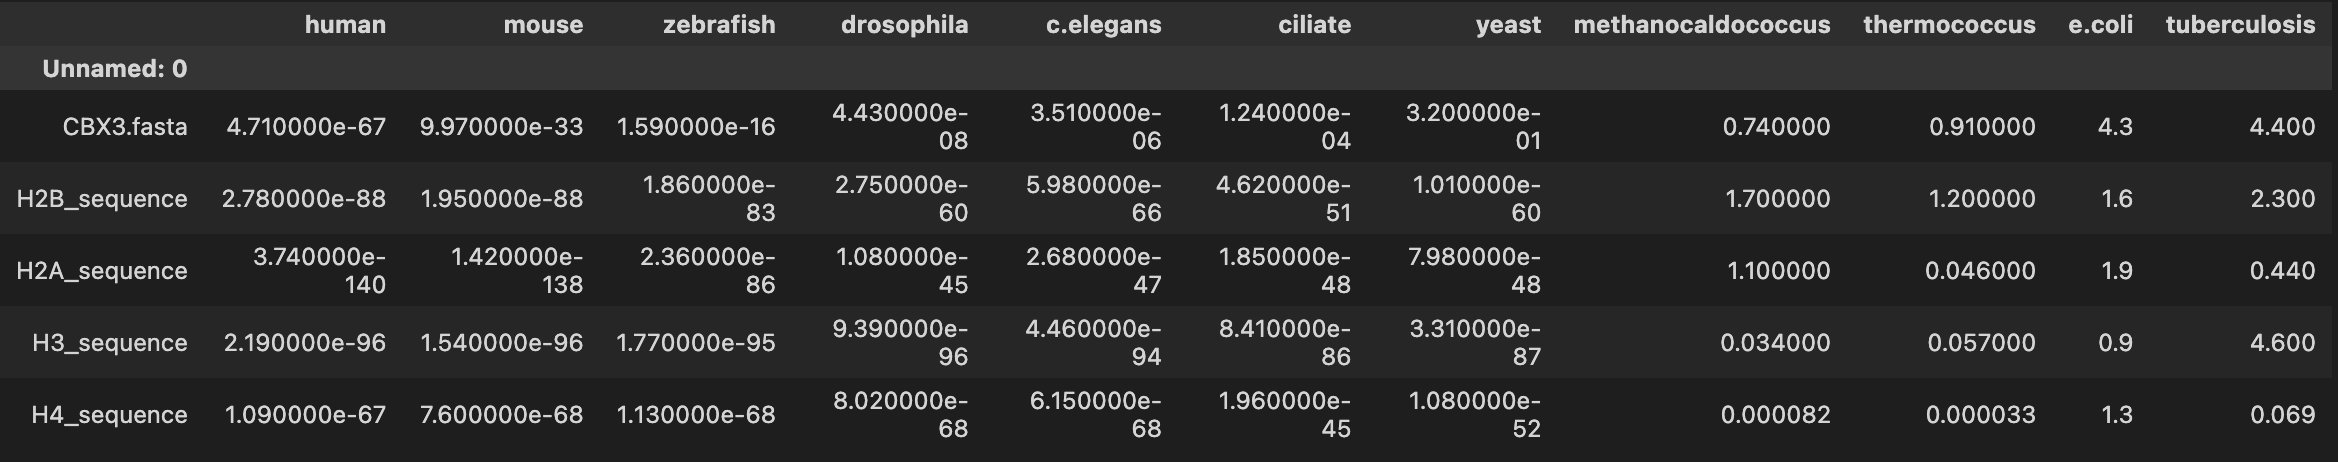 human mouse zebrafish drosophila c.elegans ciliate yeast methanocaldococcus thermococcus e.coli tuberculosis
Unnamed: 0
CBX3.fasta 4.710000e-67 9.970000e-33 1.590000e-16 4.430000e-08 3.510000e-06 1.240000e-04 3.200000e-01 0.740000 0.910000 4.3 4.400
H2B_sequence 2.780000e-88 1.950000e-88 1.860000e-83 2.750000e-60 5.980000e-66 4.620000e-51 1.010000e-60 1.700000 1.200000 1.6 2.300
H2A_sequence 3.740000e-140 1.420000e-138 2.360000e-86 1.080000e-45 2.680000e-47 1.850000e-48 7.980000e-48 1.100000 0.046000 1.9 0.440
H3_sequence 2.190000e-96 1.540000e-96 1.770000e-95 9.390000e-96 4.460000e-94 8.410000e-86 3.310000e-87 0.034000 0.057000 0.9 4.600
H4_sequence 1.090000e-67 7.600000e-68 1.130000e-68 8.020000e-68 6.150000e-68 1.960000e-45 1.080000e-52 0.000082 0.000033 1.3 0.069